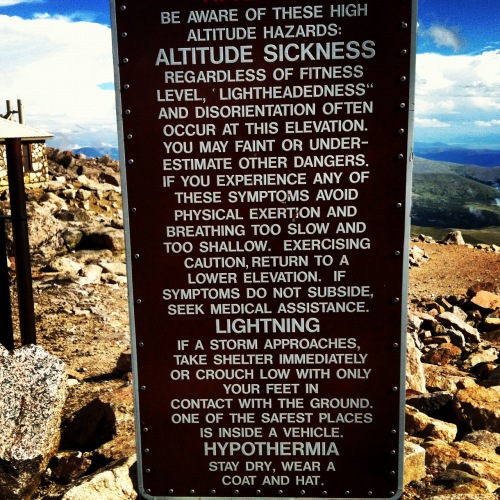 BE AWARE OF THESE HIGH
ALTITUDE HAZARDS:
ALTITUDE SICKNESS
REGARDLESS OF FITNESS
LEVEL, "LIGHTHEADEDNESS"
AND DISORIENTATION OFTEN
OCCUR AT THIS ELEVATION.
YOU MAY FAINT OR UNDER-
ESTIMATE OTHER DANGERS.
IF YOU EXPERIENCE ANY OF
THESE SYMPTOMS AVOID
PHYSICAL EXERTION AND
BREATHING TOO SLOW AND
TOO SHALLOW. EXERCISING
CAUTION, RETURN TO A
LOWER ELEVATION. IF
SYMPTOMS DO NOT SUBSIDE,
SEEK MEDICAL ASSISTANCE.
LIGHTNING
IF A STORM APPROACHES,
TAKE SHELTER IMMEDIATELY
OR CROUCH LOW WITH ONLY
YOUR FEET IN
CONTACT WITH THE GROUND.
ONE OF THE SAFEST PLACES
IS INSIDE A VEHICLE.
HYPOTHERMIA
STAY DRY, WEAR A
COAT AND HAT.